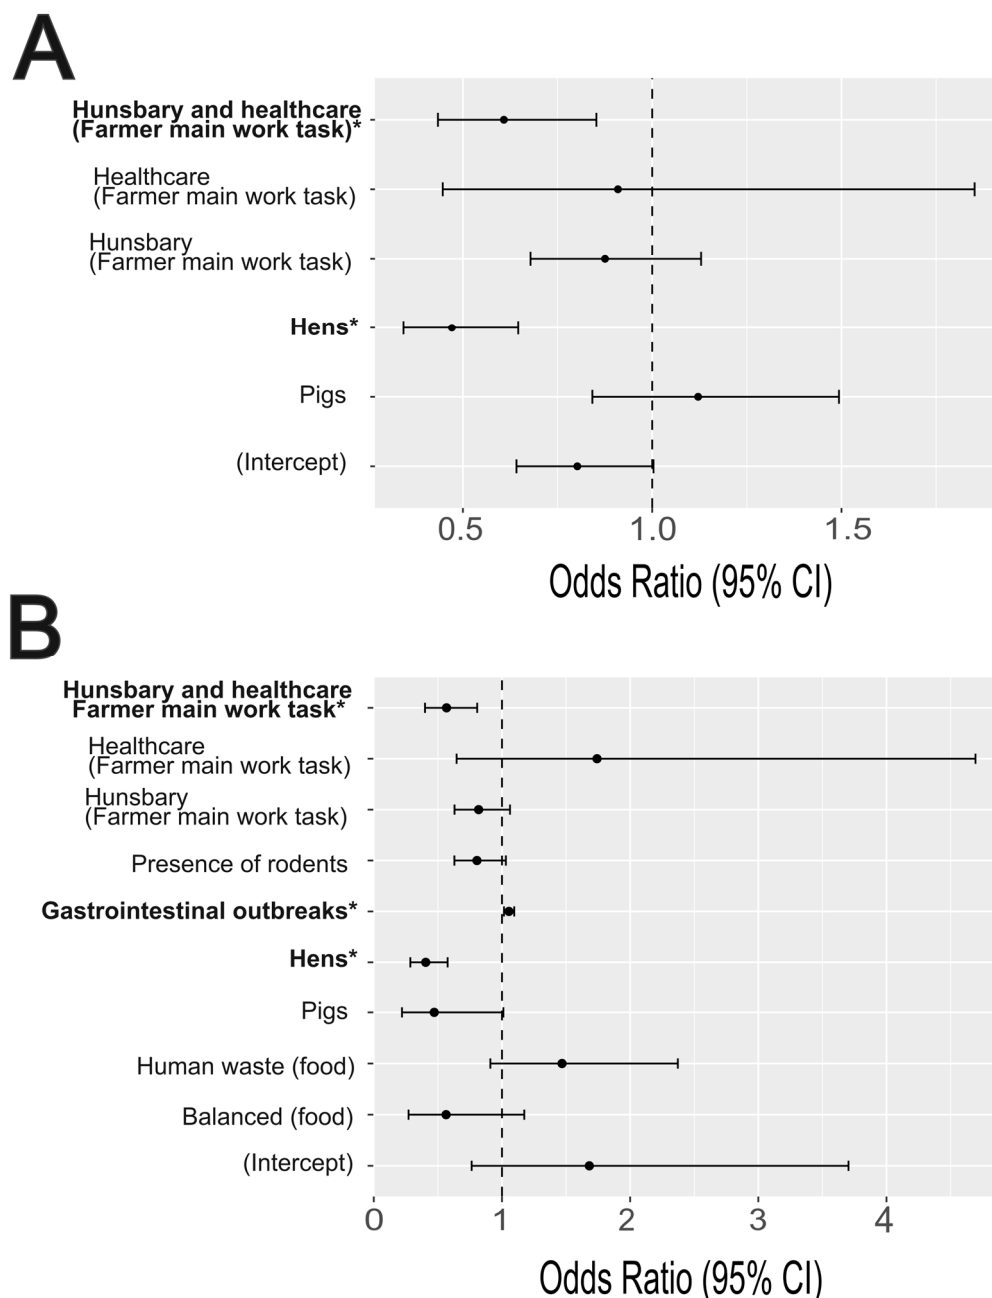 A
Hunsbary and healthcare
(Farmer main work task)*
Healthcare
(Farmer main work task)
Hunsbary
(Farmer main work task)
Hens*
Pigs
(Intercept)
0.5 1.0 1.5
Odds Ratio (95% CI)
B
Hunsbary and healthcare
Farmer main work task*
Healthcare
(Farmer main work task)
Hunsbary
(Farmer main work task)
Presence of rodents
Gastrointestinal outbreaks*
Hens*
Pigs
Human waste (food)
Balanced (food)
(Intercept)
0 1 2 3 4
Odds Ratio (95% CI)